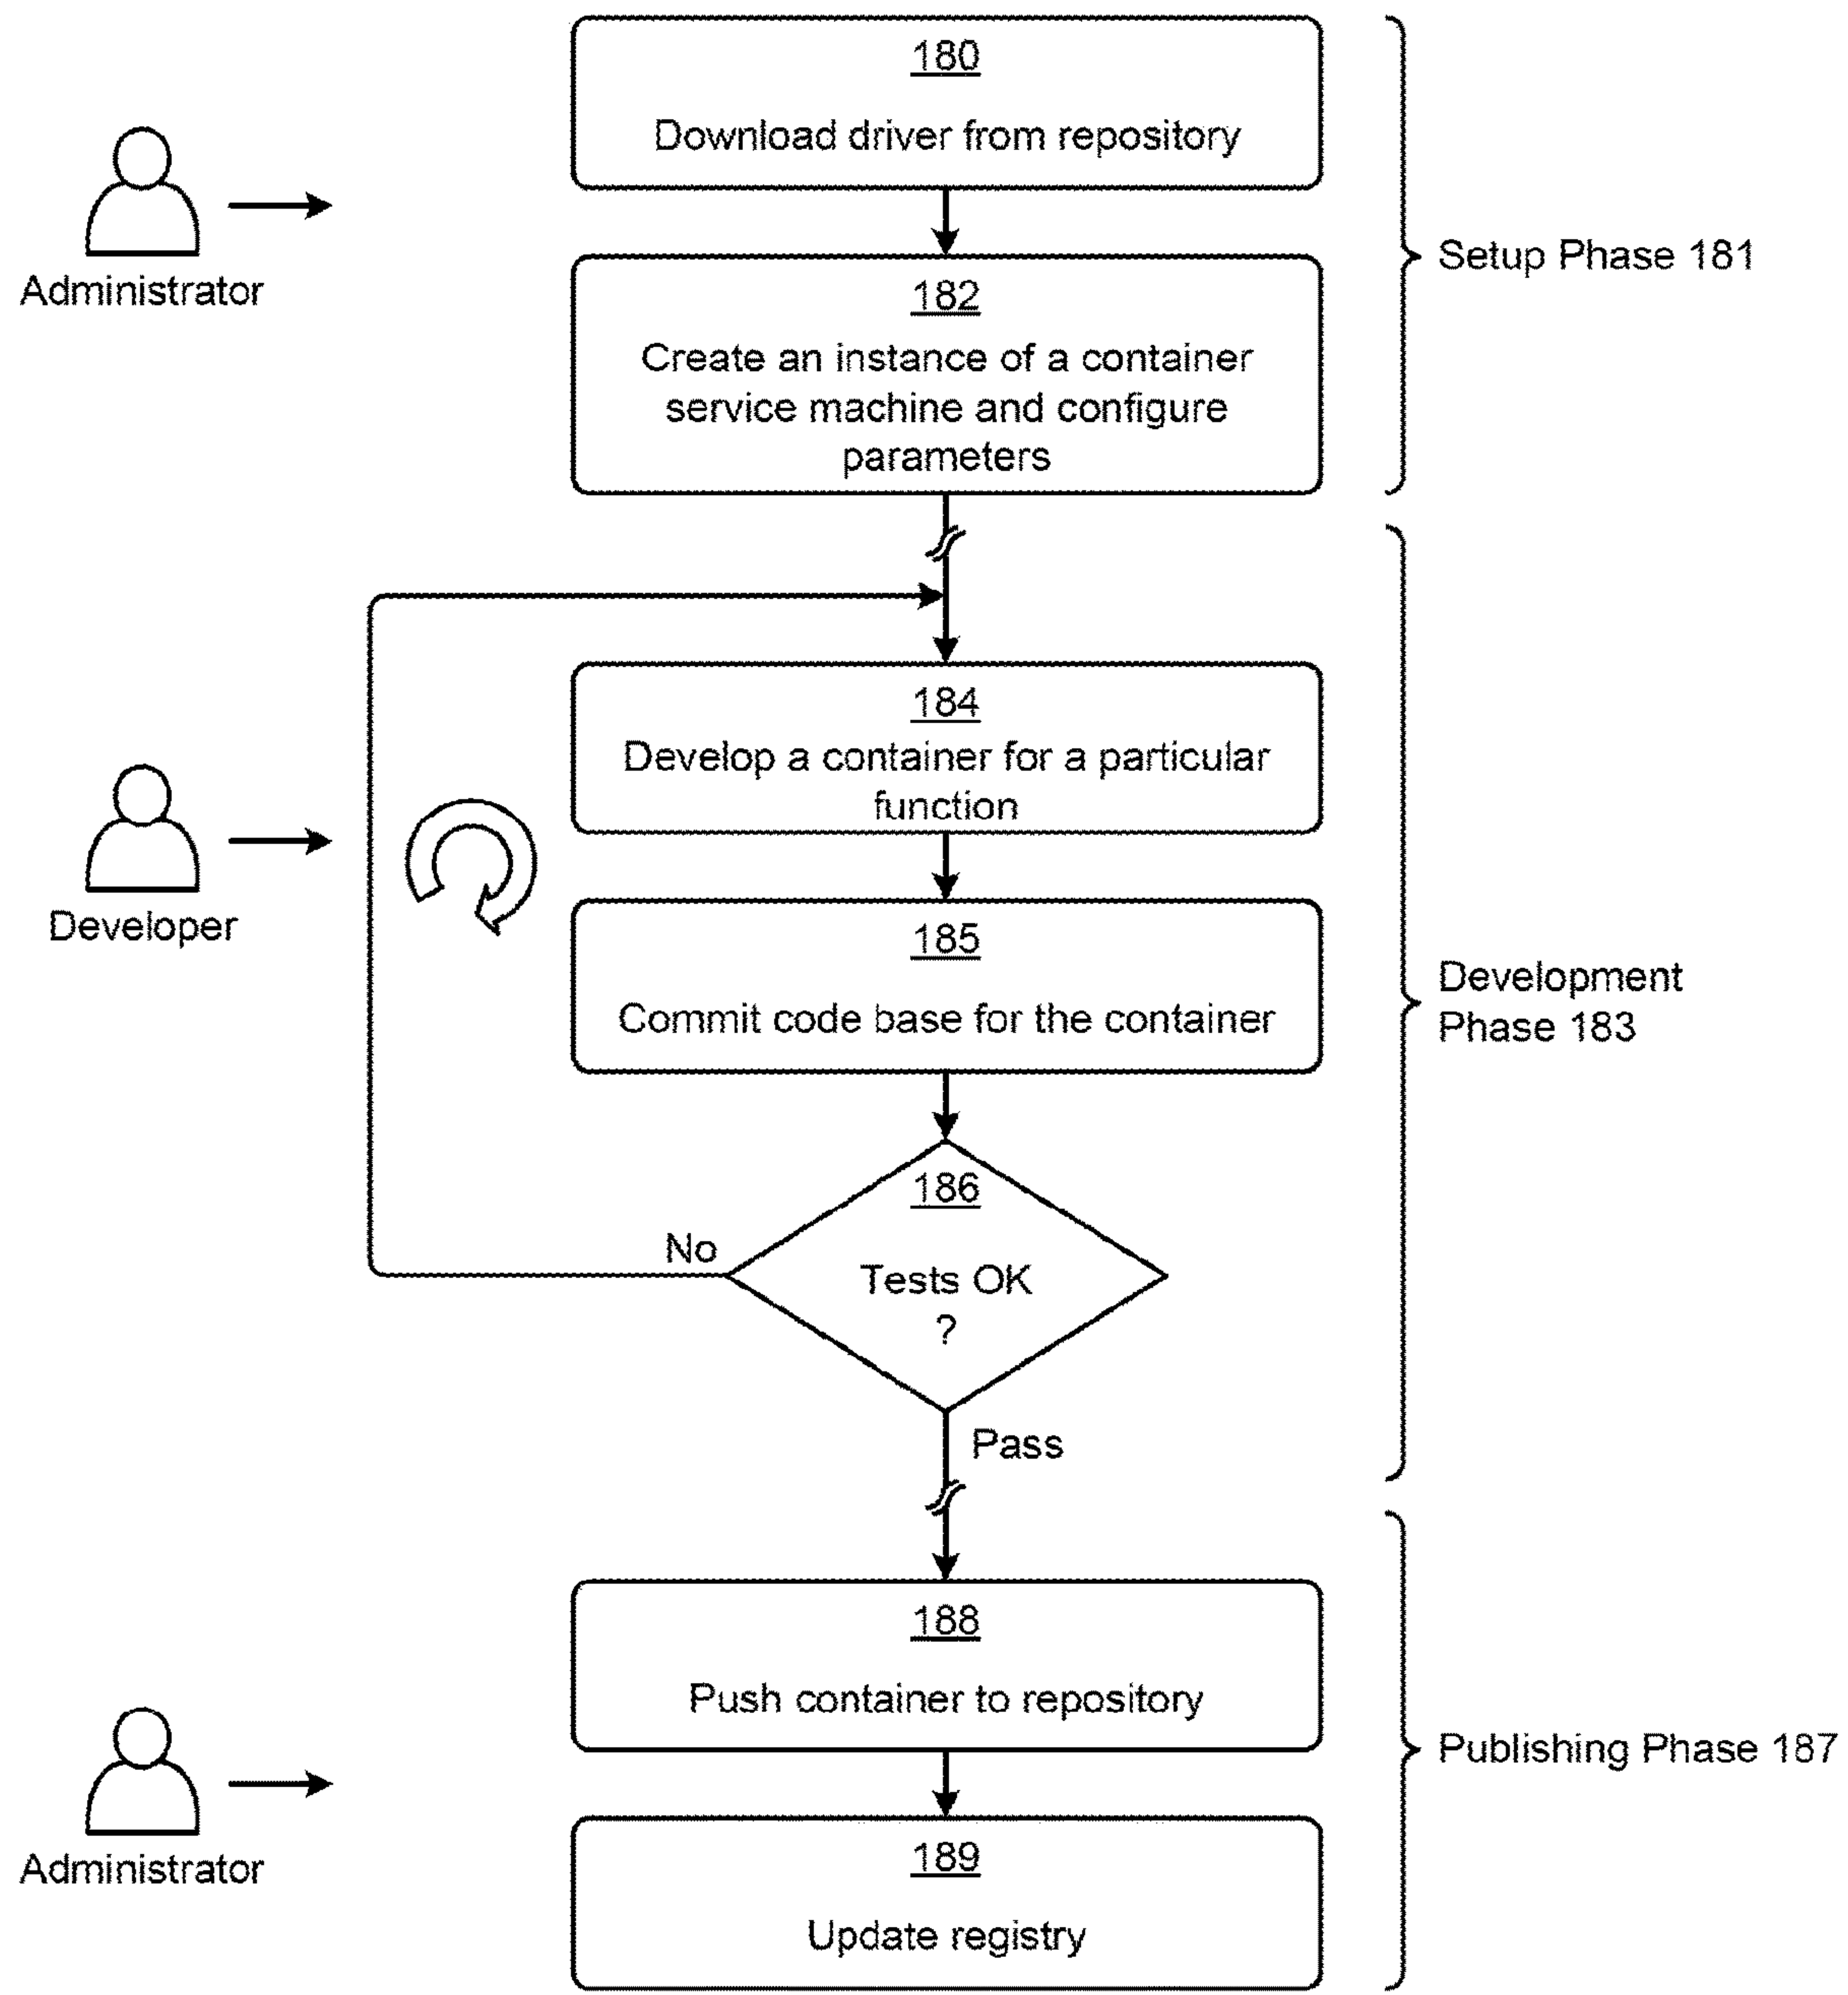 180
Download driver from repository
Administrator
Setup Phase 181
182
Create an instance of a container
service machine and configure
parameters
184
Develop a container for a particular
function
Developer
185
Commit code base for the container
Development
Phase 183
186
No
Tests OK
?
Pass
188
Push container to repository
Publishing Phase 187
Administrator
189
Update registry